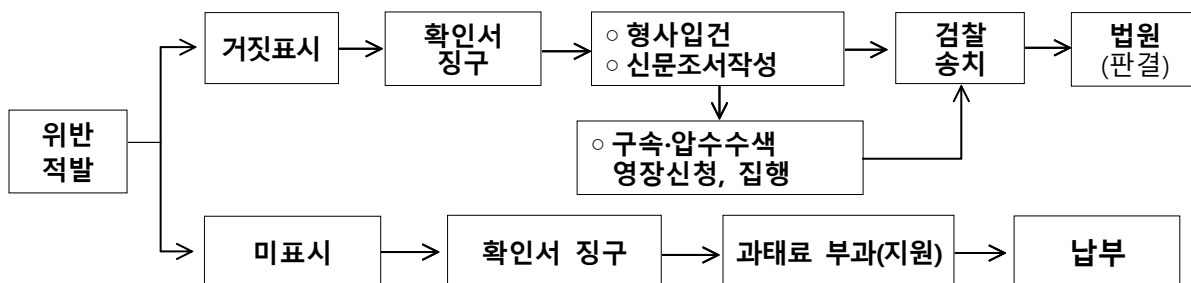 위반
적발
거짓표시
확인서
징구
○ 형사입건
○ 신문조서작성
○ 구속·압수수색
영장신청, 집행
검찰
송치
법원
(판결)
미표시
확인서 징구
과태료 부과(지원)
납부